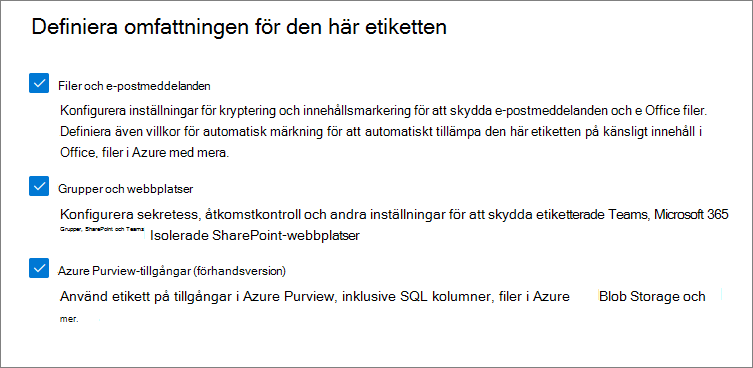 Definiera omfattningen för den här etiketten
Filer och e-postmeddelanden
Konfigurera inställningar för kryptering och innehållsmarkering för att skydda e-postmeddelanden och e Office filer.
Definiera även villkor för automatisk märkning för att automatiskt tillämpa den här etiketten på känsligt innehåll i
Office, filer i Azure med mera.
Grupper och webbplatser
Konfigurera sekretess, åtkomstkontroll och andra inställningar för att skydda etiketterade Teams, Microsoft 365
Grupper, SharePoint och Teams Isolerade SharePoint-webbplatser
Azure Purview-tillgångar (förhandsversion)
Använd etikett på tillgångar i Azure Purview, inklusive SQL kolumner, filer i Azure Blob Storage och
mer.